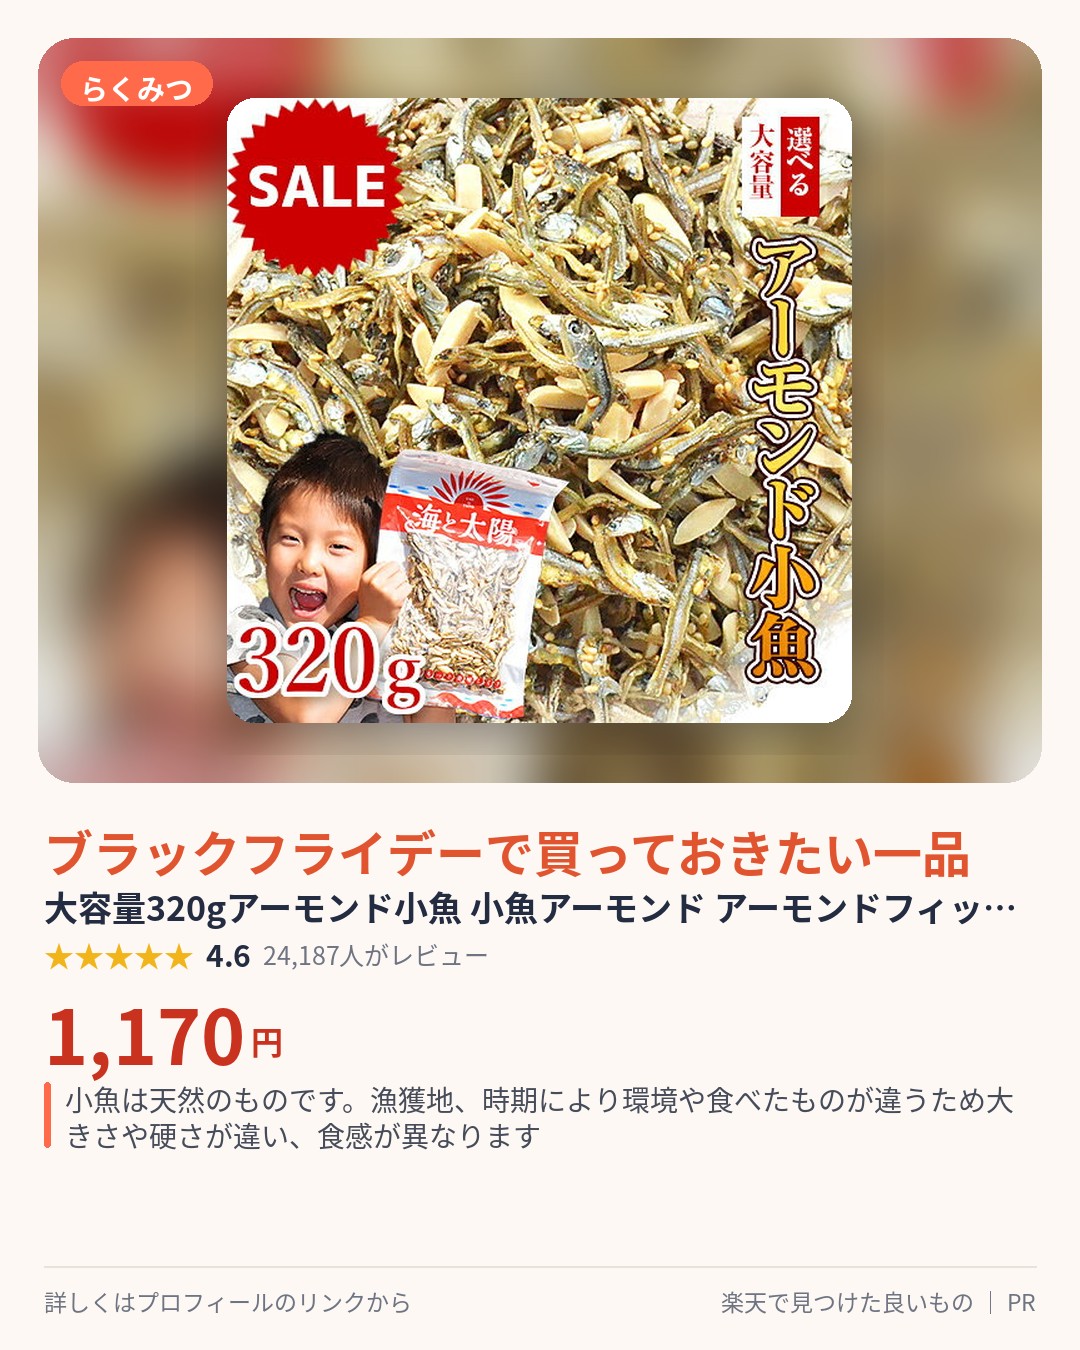 らくみつ
SALE
選べる
大容量
アーモンド小魚
海と太陽
320g
ブラックフライデーで買っておきたい一品
大容量320gアーモンド小魚 小魚アーモンド アーモンドフィッ…
★★★★★ 4.6 24,187人がレビュー
1,170円
小魚は天然のものです。漁獲地、時期により環境や食べたものが違うため大
きさや硬さが違い、食感が異なります
詳しくはプロフィールのリンクから
楽天で見つけた良いもの｜PR